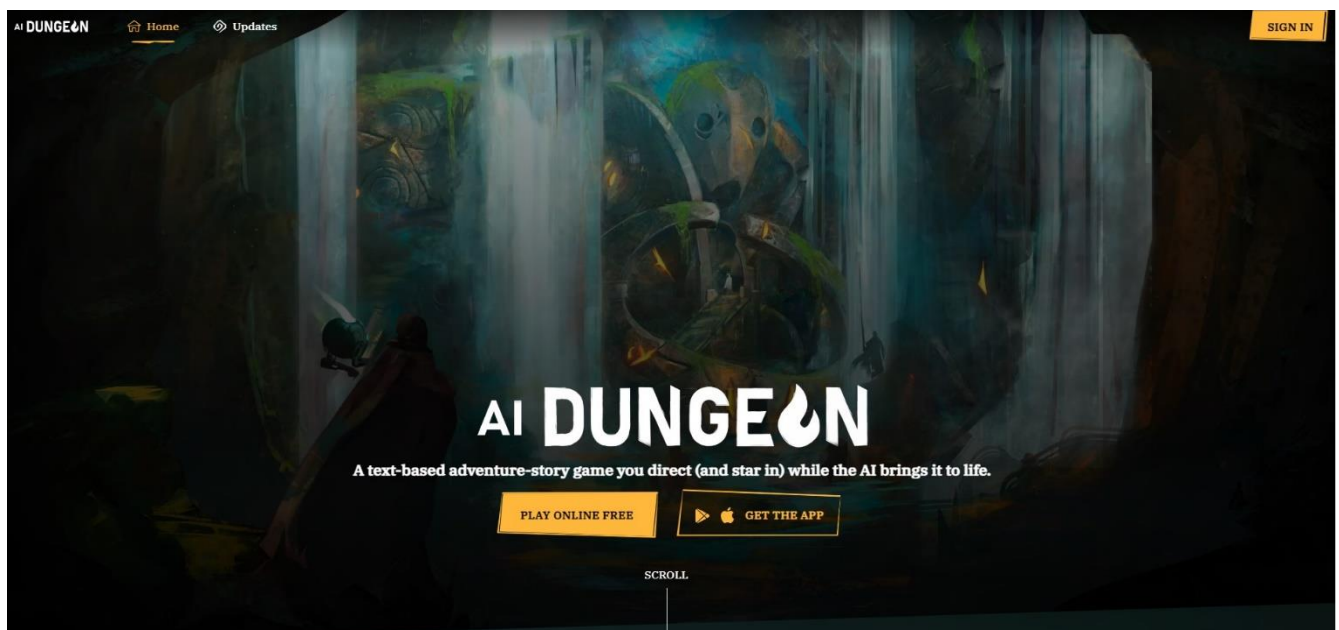 AI DUNGEON
Home
Updates
SIGN IN
AI DUNGEON
A text-based adventure-story game you direct (and star in) while the AI brings it to life.
PLAY ONLINE FREE
GET THE APP
SCROLL